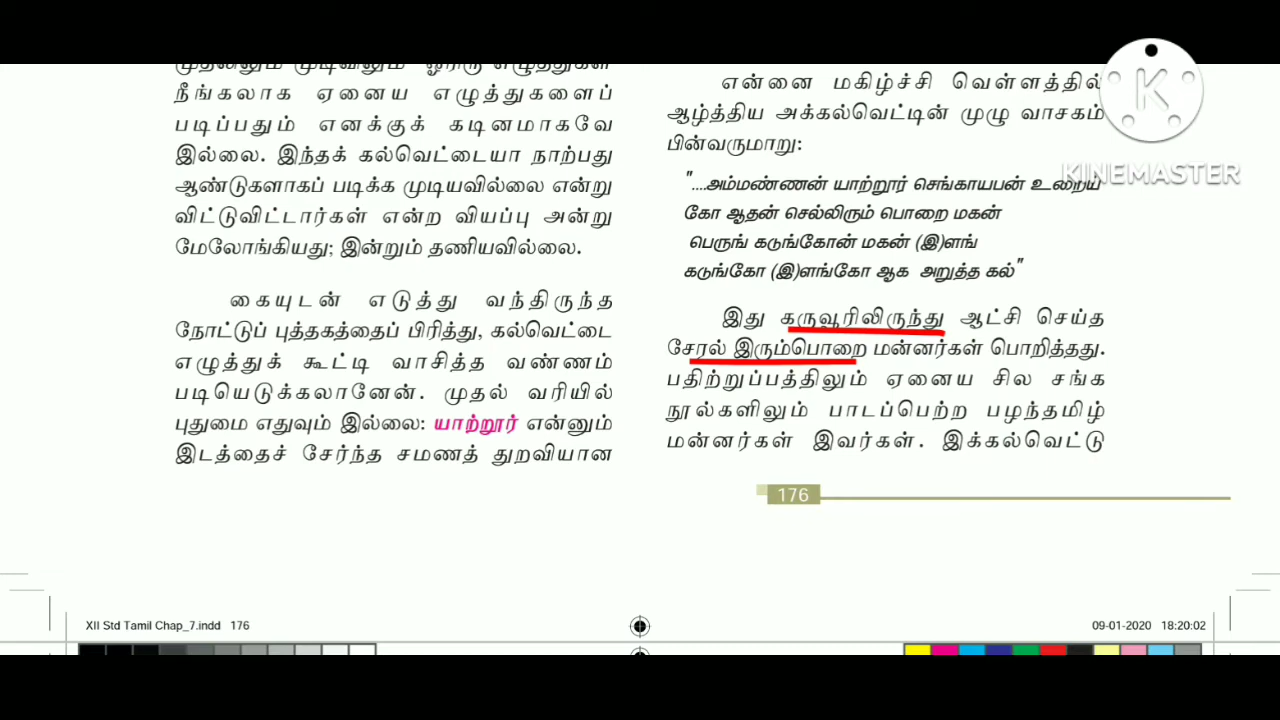 முதலிலும் முடிவிலும் ஓரிரு எழுத்துகள்
நீங்கலாக ஏனைய எழுத்துகளைப்
படிப்பதும் எனக்குக் கடினமாகவே
இல்லை. இந்தக் கல்வெட்டையா நாற்பது
ஆண்டுகளாகப் படிக்க முடியவில்லை என்று
விட்டுவிட்டார்கள் என்ற வியப்பு அன்று
மேலோங்கியது; இன்றும் தணியவில்லை.
கையுடன் எடுத்து வந்திருந்த
நோட்டுப் புத்தகத்தைப் பிரித்து, கல்வெட்டை
எழுத்துக் கூட்டி வாசித்த வண்ணம்
படியெடுக்கலானேன். முதல் வரியில்
புதுமை எதுவும் இல்லை: யாற்றூர் என்னும்
இடத்தைச் சேர்ந்த சமணத் துறவியான
என்னை மகிழ்ச்சி வெள்ளத்தில்
ஆழ்த்திய அக்கல்வெட்டின் முழு வாசகம்
பின்வருமாறு:
"....அம்மண்ணன் யாற்றூர் செங்காயபன் உறைய்
கோ ஆதன் செல்லிரும் பொறை மகன்
பெருங் கடுங்கோன் மகன் (இ)ளங்
கடுங்கோ (இ)ளங்கோ ஆக அறுத்த கல்"
இது கருவூரிலிருந்து ஆட்சி செய்த
சேரல் இரும்பொறை மன்னர்கள் பொறித்தது.
பதிற்றுப்பத்திலும் ஏனைய சில சங்க
நூல்களிலும் பாடப்பெற்ற பழந்தமிழ்
மன்னர்கள் இவர்கள். இக்கல்வெட்டு
176
XII Std Tamil Chap_7.indd 176
09-01-2020 18:20:02
K
KINEMASTER